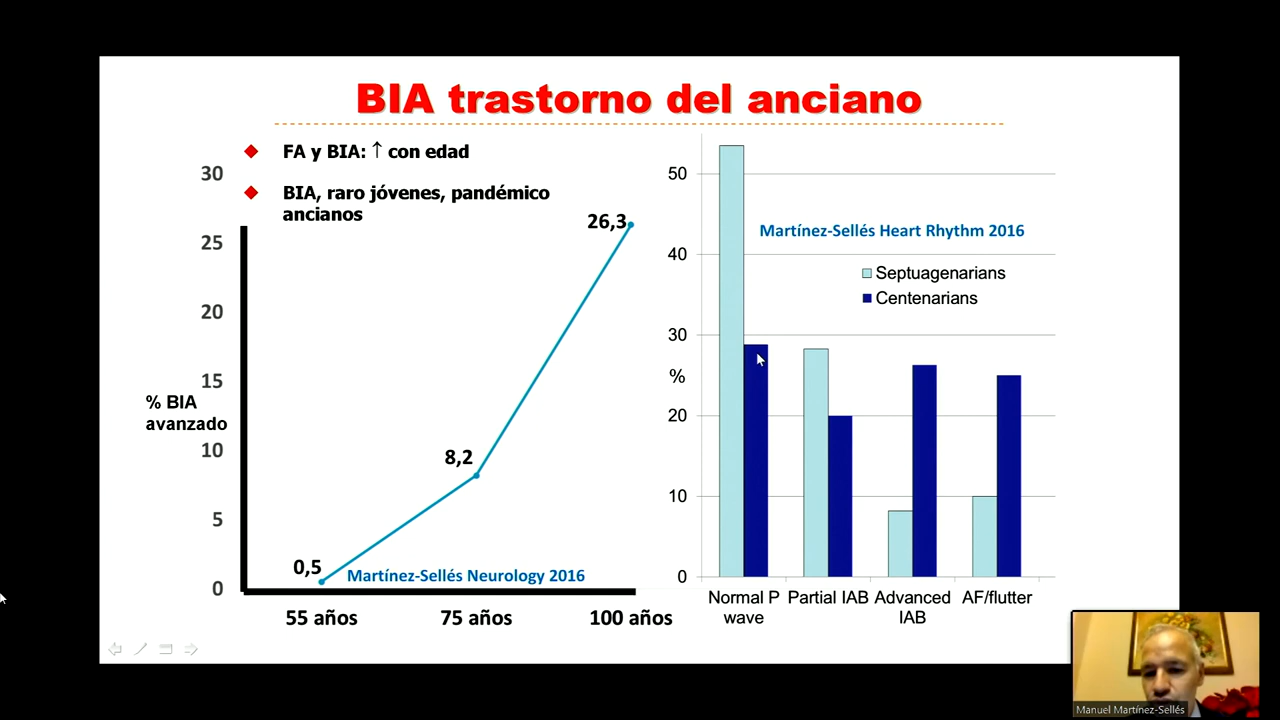 BIA trastorno del anciano
FA y BIA: ↑ con edad
BIA, raro jóvenes, pandémico
ancianos
30
25
20
15
10
5
0
% BIA
avanzado
0,5
8,2
26,3
Martínez-Sellés Neurology 2016
55 años
75 años
100 años
50
40
30
%
20
10
0
Martínez-Sellés Heart Rhythm 2016
Septuagenarians
Centenarians
Normal P
wave
Partial IAB
Advanced
IAB
AF/flutter
Manuel Martínez-Sellés